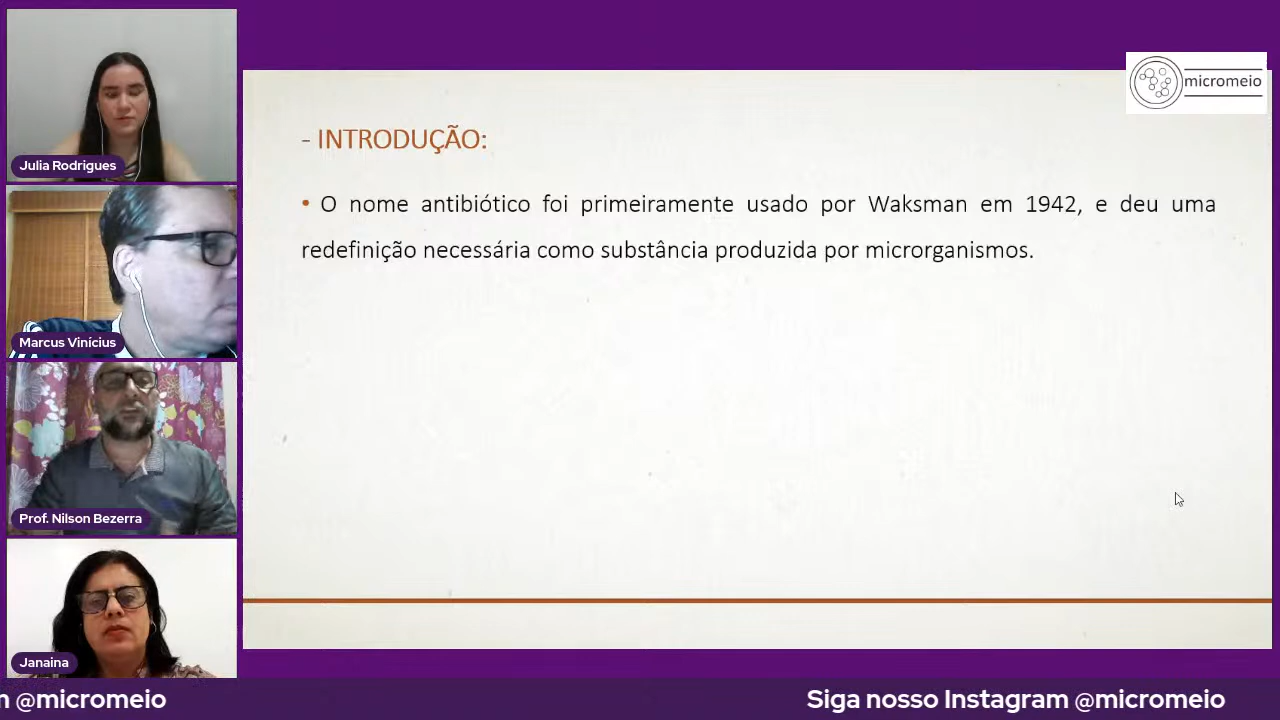 micromeio
- INTRODUÇÃO:
• O nome antibiótico foi primeiramente usado por Waksman em 1942, e deu uma
redefinição necessária como substância produzida por microrganismos.
Julia Rodrigues
Marcus Vinícius
Prof. Nilson Bezerra
Janaina
@micromeio
Siga nosso Instagram @micromeio